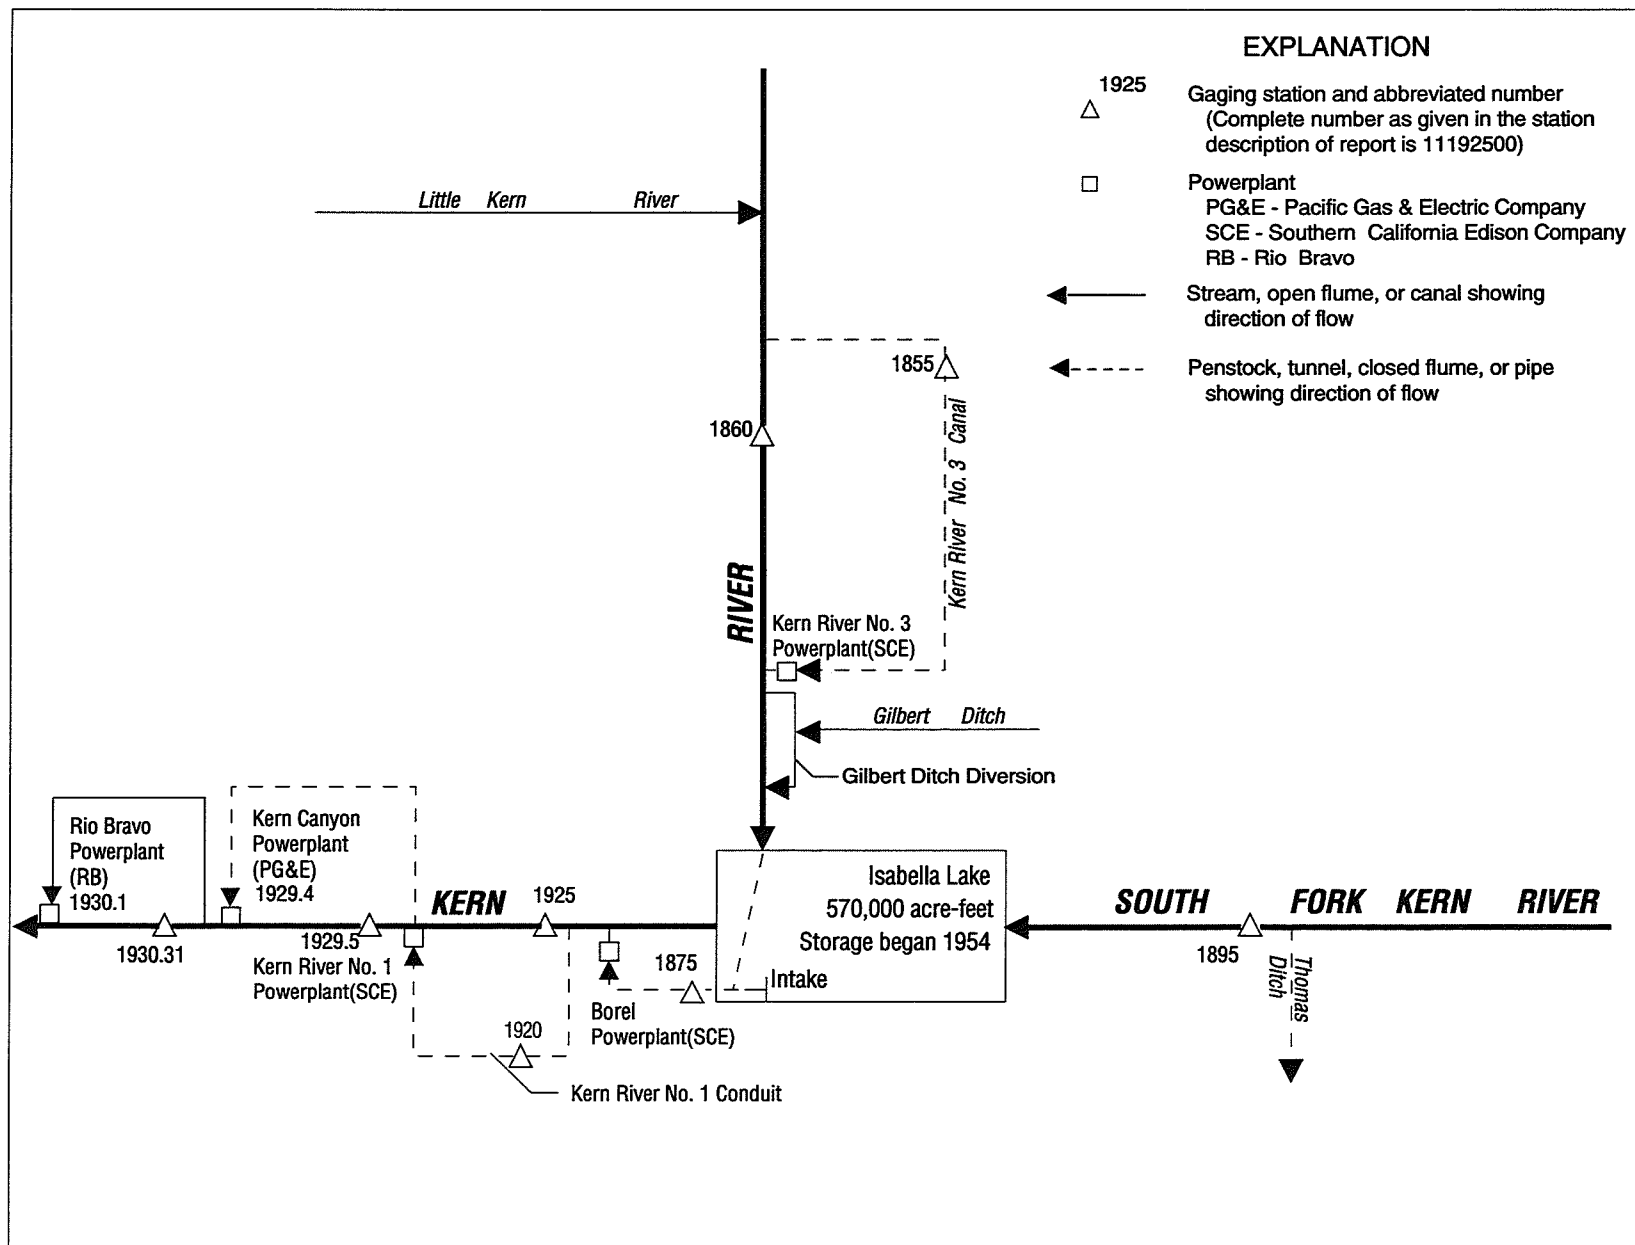 EXPLANATION
1925
Gaging station and abbreviated number
(Complete number as given in the station
description of report is 11192500)
Powerplant
PG&E - Pacific Gas & Electric Company
SCE - Southern California Edison Company
RB - Rio Bravo
Stream, open flume, or canal showing
direction of flow
Penstock, tunnel, closed flume, or pipe
showing direction of flow
Little Kern River
1855
1860
Kern River No. 3 Canal
RIVER
Kern River No. 3
Powerplant(SCE)
Gilbert Ditch
Gilbert Ditch Diversion
Rio Bravo
Powerplant
(RB)
1930.1
Kern Canyon
Powerplant
(PG&E)
1929.4
KERN
1925
Isabella Lake
570,000 acre-feet
Storage began 1954
Intake
SOUTH FORK KERN RIVER
1895
Thomas
Ditch
1930.31
1929.5
Kern River No. 1
Powerplant(SCE)
1875
Borel
Powerplant(SCE)
1920
Kern River No. 1 Conduit